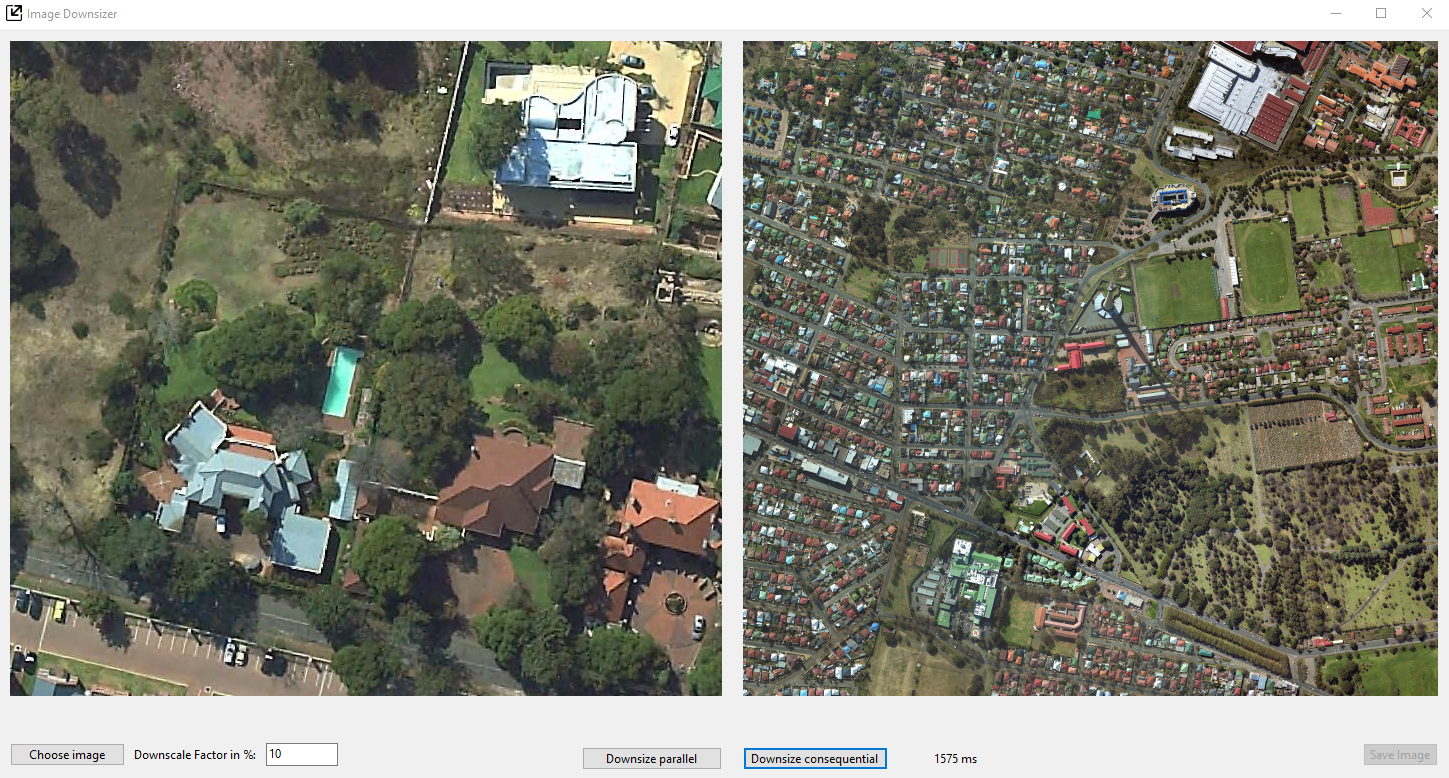 Image Downsizer
Choose image
Downscale Factor in %:
10
Downsize parallel
Downsize consequential
1575 ms
Save Image